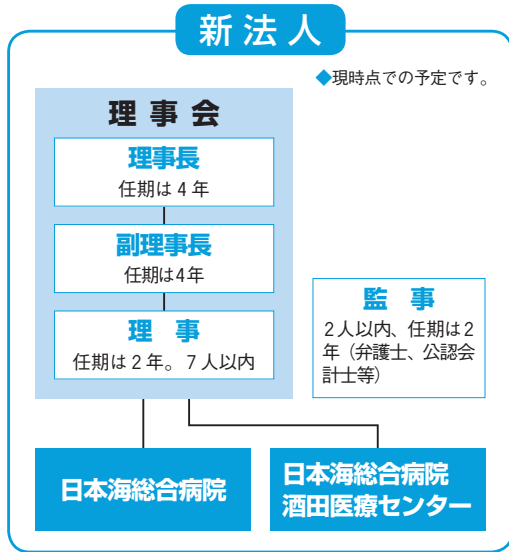 新法人
◆現時点での予定です。
理事会
理事長
任期は4年
副理事長
任期は4年
理事
任期は2年。7人以内
監事
2人以内、任期は2
年（弁護士、公認会
計士等）
日本海総合病院
日本海総合病院
酒田医療センター